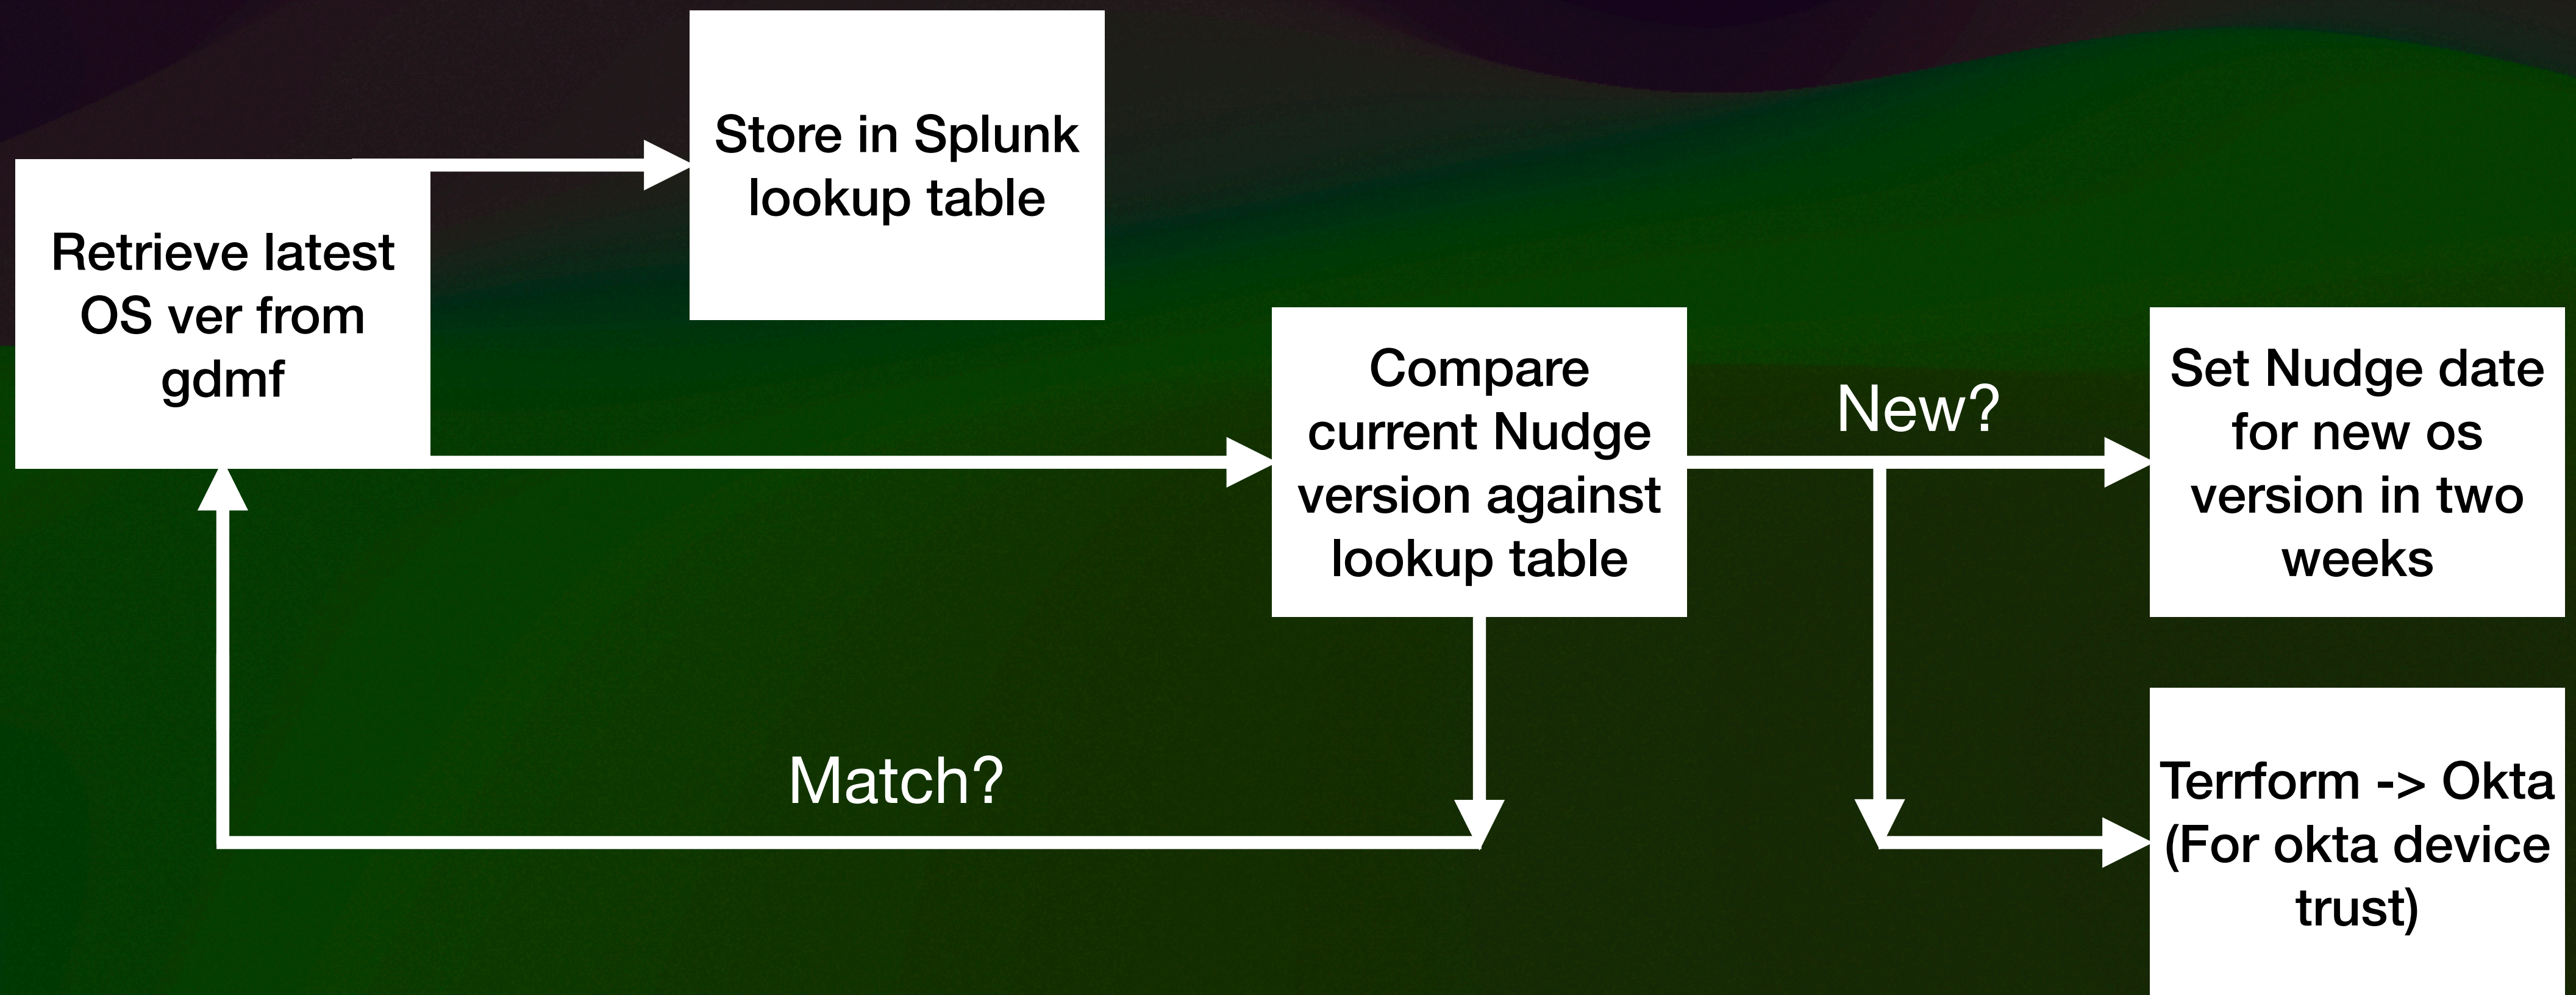 Store in Splunk
lookup table
Retrieve latest
OS ver from
gdmf
Compare
current Nudge
version against
lookup table
New?
Set Nudge date
for new os
version in two
weeks
Match?
Terrform -> Okta
(For okta device
trust)